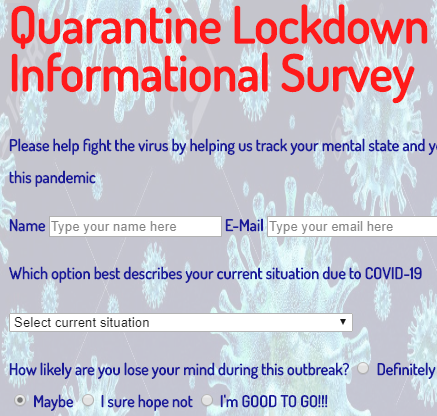 Quarantine Lockdown
Informational Survey
Please help fight the virus by helping us track your mental state and y
this pandemic
Name Type your name here E-Mail Type your email here
Which option best describes your current situation due to COVID-19
Select current situation
How likely are you lose your mind during this outbreak? Definitely
Maybe I sure hope not I'm GOOD TO GO!!!